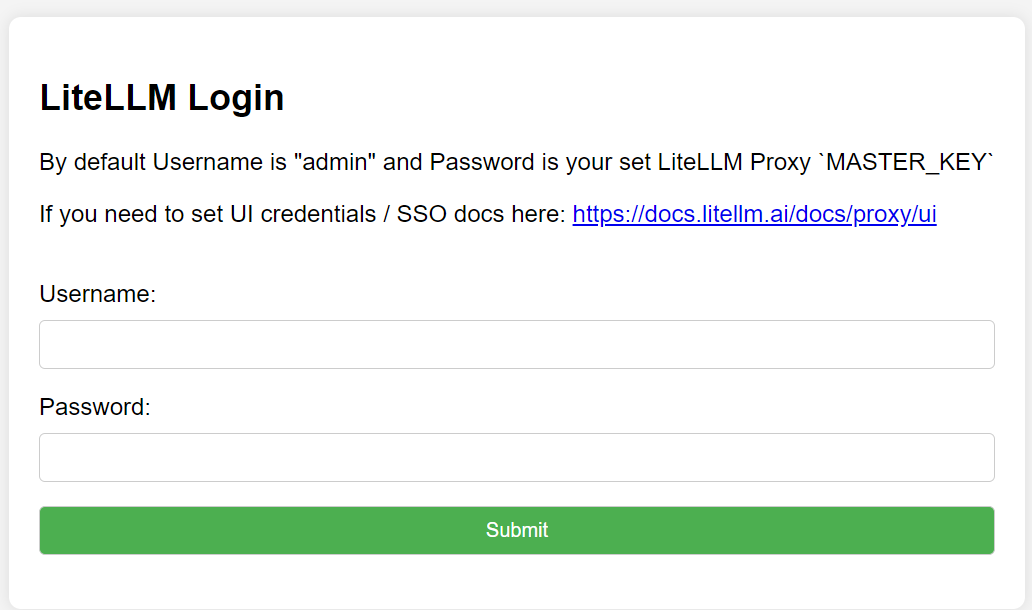 LiteLLM Login
By default Username is "admin" and Password is your set LiteLLM Proxy `MASTER_KEY`
If you need to set UI credentials / SSO docs here: https://docs.litellm.ai/docs/proxy/ui
Username:
Password:
Submit